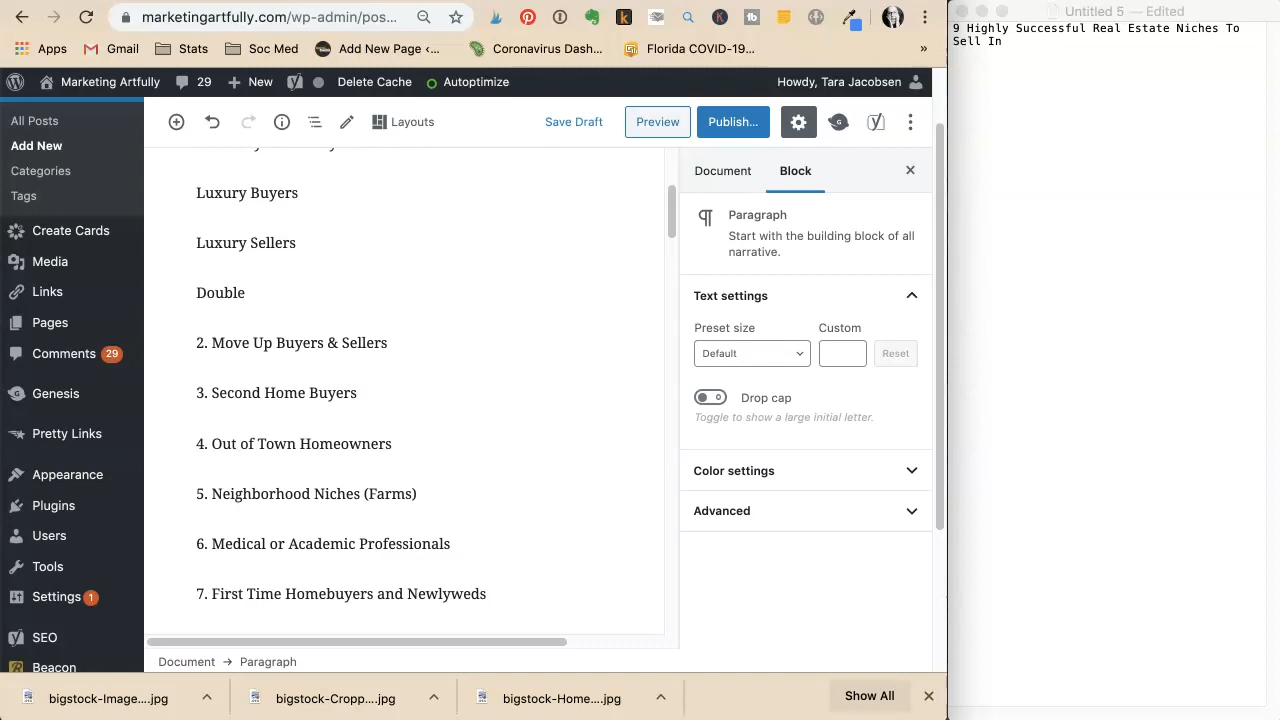 marketingartfully.com/wp-admin/pos...
Untitled 5 — Edited
Apps
Gmail
Stats
Soc Med
Add New Page ‹...
Coronavirus Dash...
Florida COVID-19...
»
9 Highly Successful Real Estate Niches To
Sell In
Marketing Artfully
29
New
Delete Cache
Autoptimize
Howdy, Tara Jacobsen
All Posts
Add New
Categories
Tags
Create Cards
Media
Links
Pages
Comments 29
Genesis
Pretty Links
Appearance
Plugins
Users
Tools
Settings 1
SEO
Beacon
Layouts
Save Draft
Preview
Publish...
Luxury Buyers
Luxury Sellers
Double
2. Move Up Buyers & Sellers
3. Second Home Buyers
4. Out of Town Homeowners
5. Neighborhood Niches (Farms)
6. Medical or Academic Professionals
7. First Time Homebuyers and Newlyweds
Document
Block
Paragraph
Start with the building block of all
narrative.
Text settings
Preset size
Custom
Default
Reset
Drop cap
Toggle to show a large initial letter.
Color settings
Advanced
Document → Paragraph
bigstock-Image....jpg
bigstock-Cropp....jpg
bigstock-Home....jpg
Show All